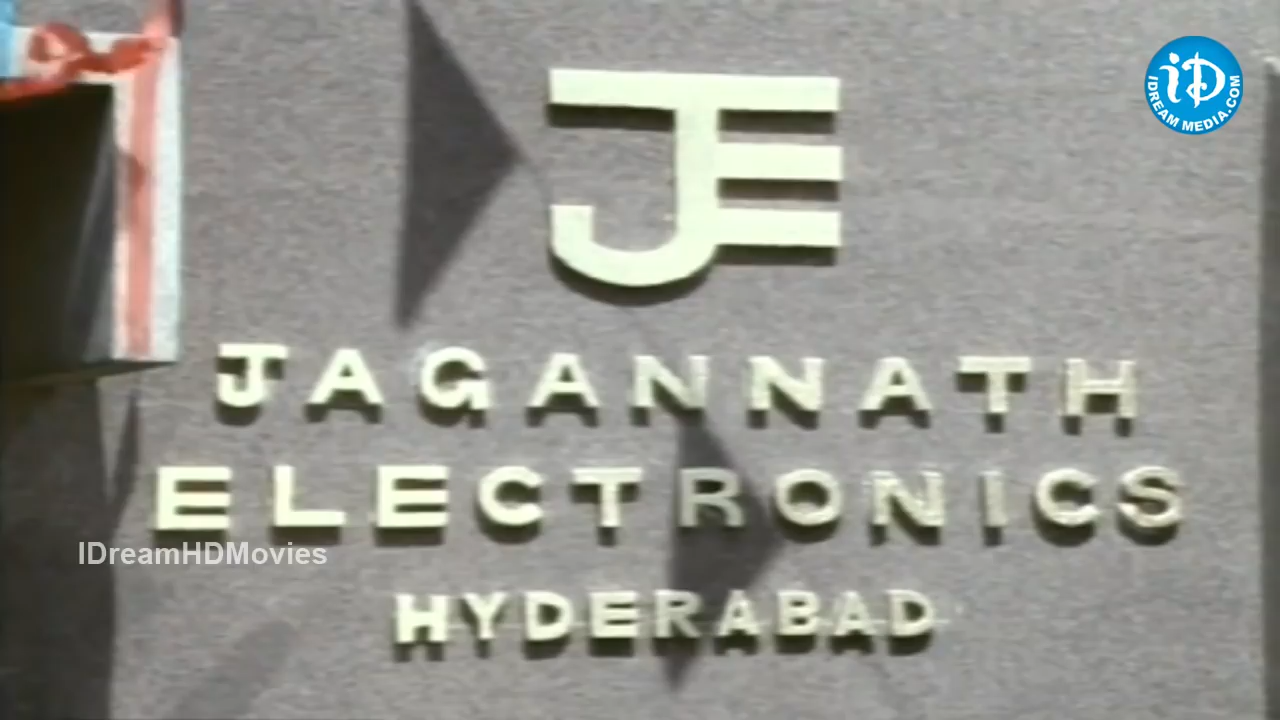 JE
JAGANNATH
ELECTRONICS
HYDERABAD
IDreamHDMovies
iD
IDREAM MEDIA.COM